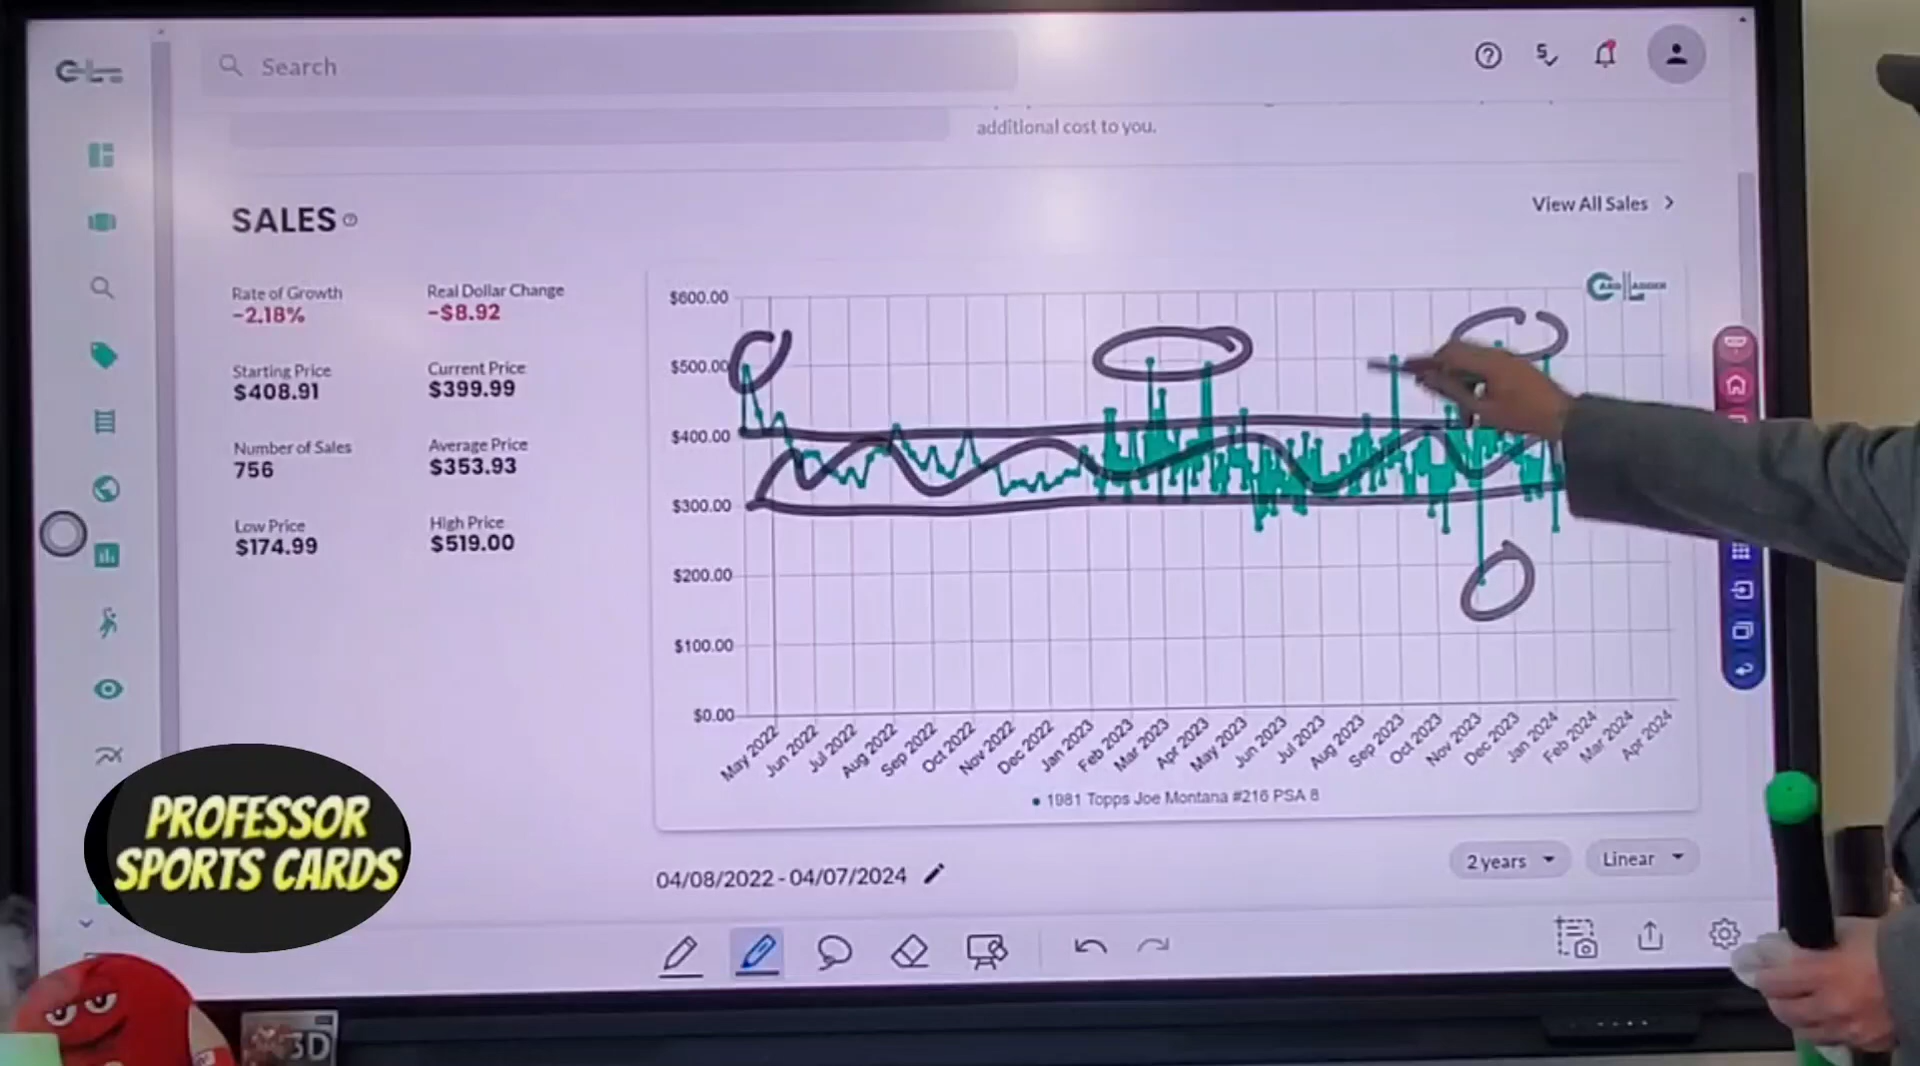 Search
additional cost to you.
SALES
View All Sales
Rate of Growth
-2.18%
Real Dollar Change
-$8.92
Starting Price
$408.91
Current Price
$399.99
Number of Sales
756
Average Price
$353.93
Low Price
$174.99
High Price
$519.00
$600.00
$500.00
$400.00
$300.00
$200.00
$100.00
$0.00
May 2022
Jun 2022
Jul 2022
Aug 2022
Sep 2022
Oct 2022
Nov 2022
Dec 2022
Jan 2023
Feb 2023
Mar 2023
Apr 2023
May 2023
Jun 2023
Jul 2023
Aug 2023
Sep 2023
Oct 2023
Nov 2023
Dec 2023
Jan 2024
Feb 2024
Mar 2024
Apr 2024
1981 Topps Joe Montana #216 PSA 8
04/08/2022 - 04/07/2024
2 years
Linear
PROFESSOR
SPORTS CARDS
3D